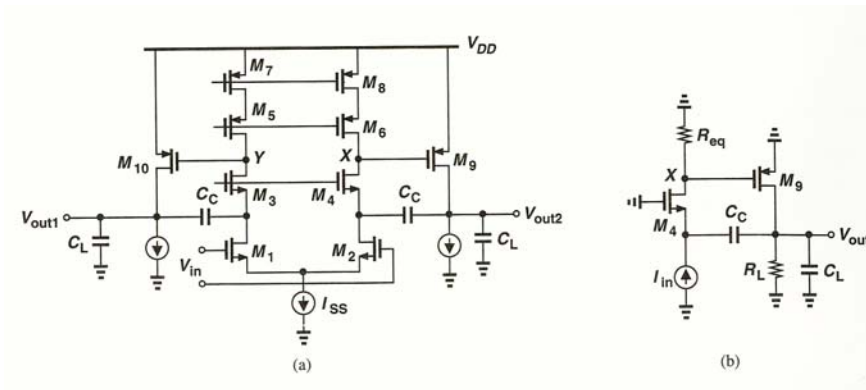 V_DD
M_7
M_8
M_5
M_6
M_10
Y
X
M_9
C_C
M_3
M_4
C_C
V_out1
V_out2
C_L
M_1
M_2
C_L
V_in
I_SS
(a)
R_eq
X
M_9
M_4
C_C
V_out
I_in
R_L
C_L
(b)